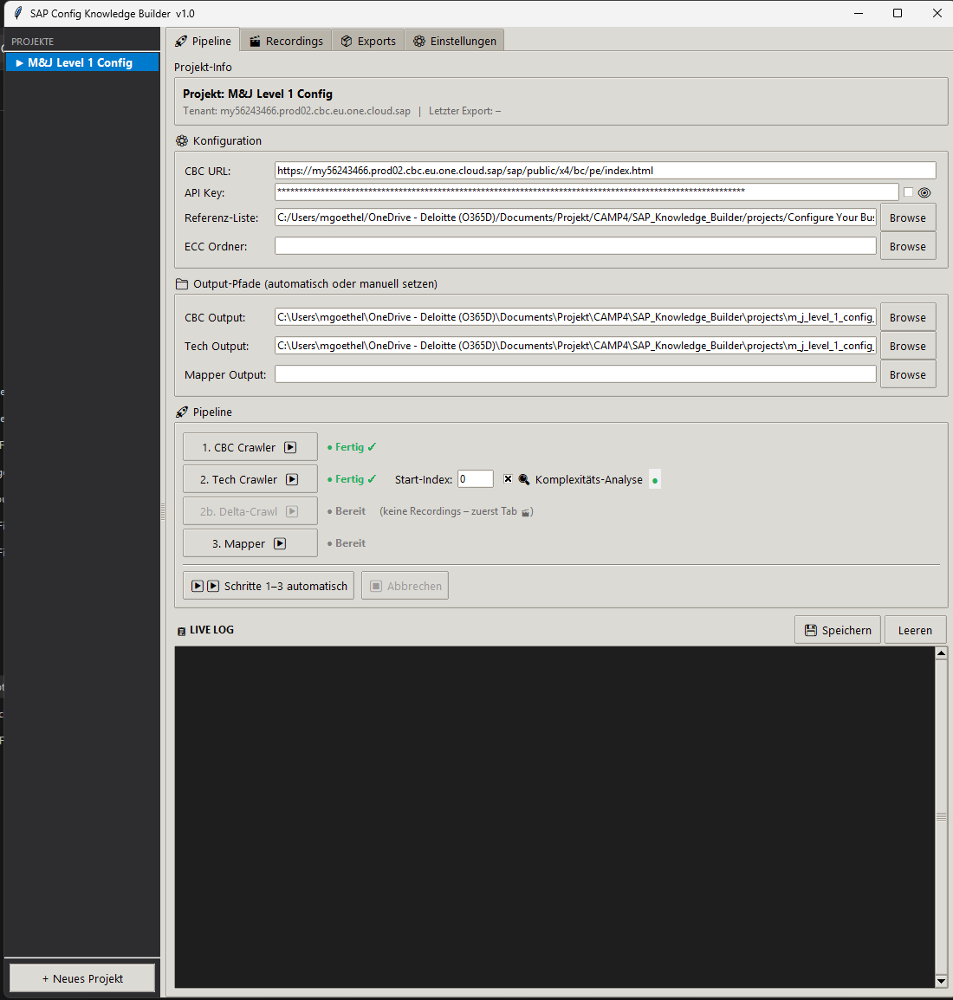 SAP Config Knowledge Builder v1.0
PROJEKTE
▶ M&J Level 1 Config
+ Neues Projekt
Pipeline Recordings Exports Einstellungen
Projekt-Info
Projekt: M&J Level 1 Config
Tenant: my56243466.prod02.cbc.eu.one.cloud.sap | Letzter Export: –
Konfiguration
CBC URL: https://my56243466.prod02.cbc.eu.one.cloud.sap/sap/public/x4/bc/pe/index.html
API Key:
Referenz-Liste: C:/Users/mgoethel/OneDrive - Deloitte (O365D)/Documents/Projekt/CAMP4/SAP_Knowledge_Builder/projects/Configure Your Bus Browse
ECC Ordner: Browse
Output-Pfade (automatisch oder manuell setzen)
CBC Output: C:\Users\mgoethel\OneDrive - Deloitte (O365D)\Documents\Projekt\CAMP4\SAP_Knowledge_Builder\projects\m_j_level_1_config_ Browse
Tech Output: C:\Users\mgoethel\OneDrive - Deloitte (O365D)\Documents\Projekt\CAMP4\SAP_Knowledge_Builder\projects\m_j_level_1_config_ Browse
Mapper Output: Browse
Pipeline
1. CBC Crawler • Fertig ✓
2. Tech Crawler • Fertig ✓ Start-Index: 0 Komplexitäts-Analyse •
2b. Delta-Crawl • Bereit (keine Recordings – zuerst Tab )
3. Mapper • Bereit
Schritte 1–3 automatisch Abbrechen
LIVE LOG Speichern Leeren